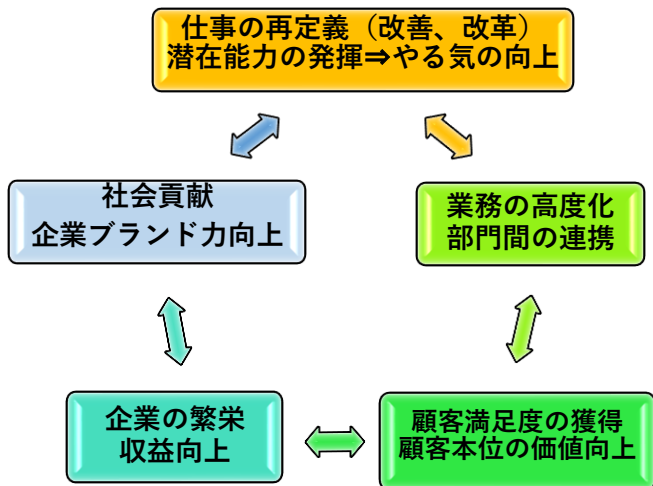 仕事の再定義（改善、改革）
潜在能力の発揮⇒やる気の向上
社会貢献
企業ブランド力向上
業務の高度化
部門間の連携
企業の繁栄
収益向上
顧客満足度の獲得
顧客本位の価値向上